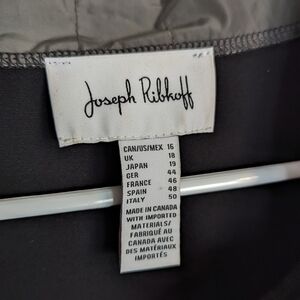 Joseph Ribkoff
CAN/US/MEX 16
UK 18
JAPAN 19
GER 44
FRANCE 46
SPAIN 48
ITALY 50
MADE IN CANADA
WITH IMPORTED
MATERIALS/
FABRIQUÉ AU
CANADA AVEC
DES MATÉRIAUX
IMPORTÉS